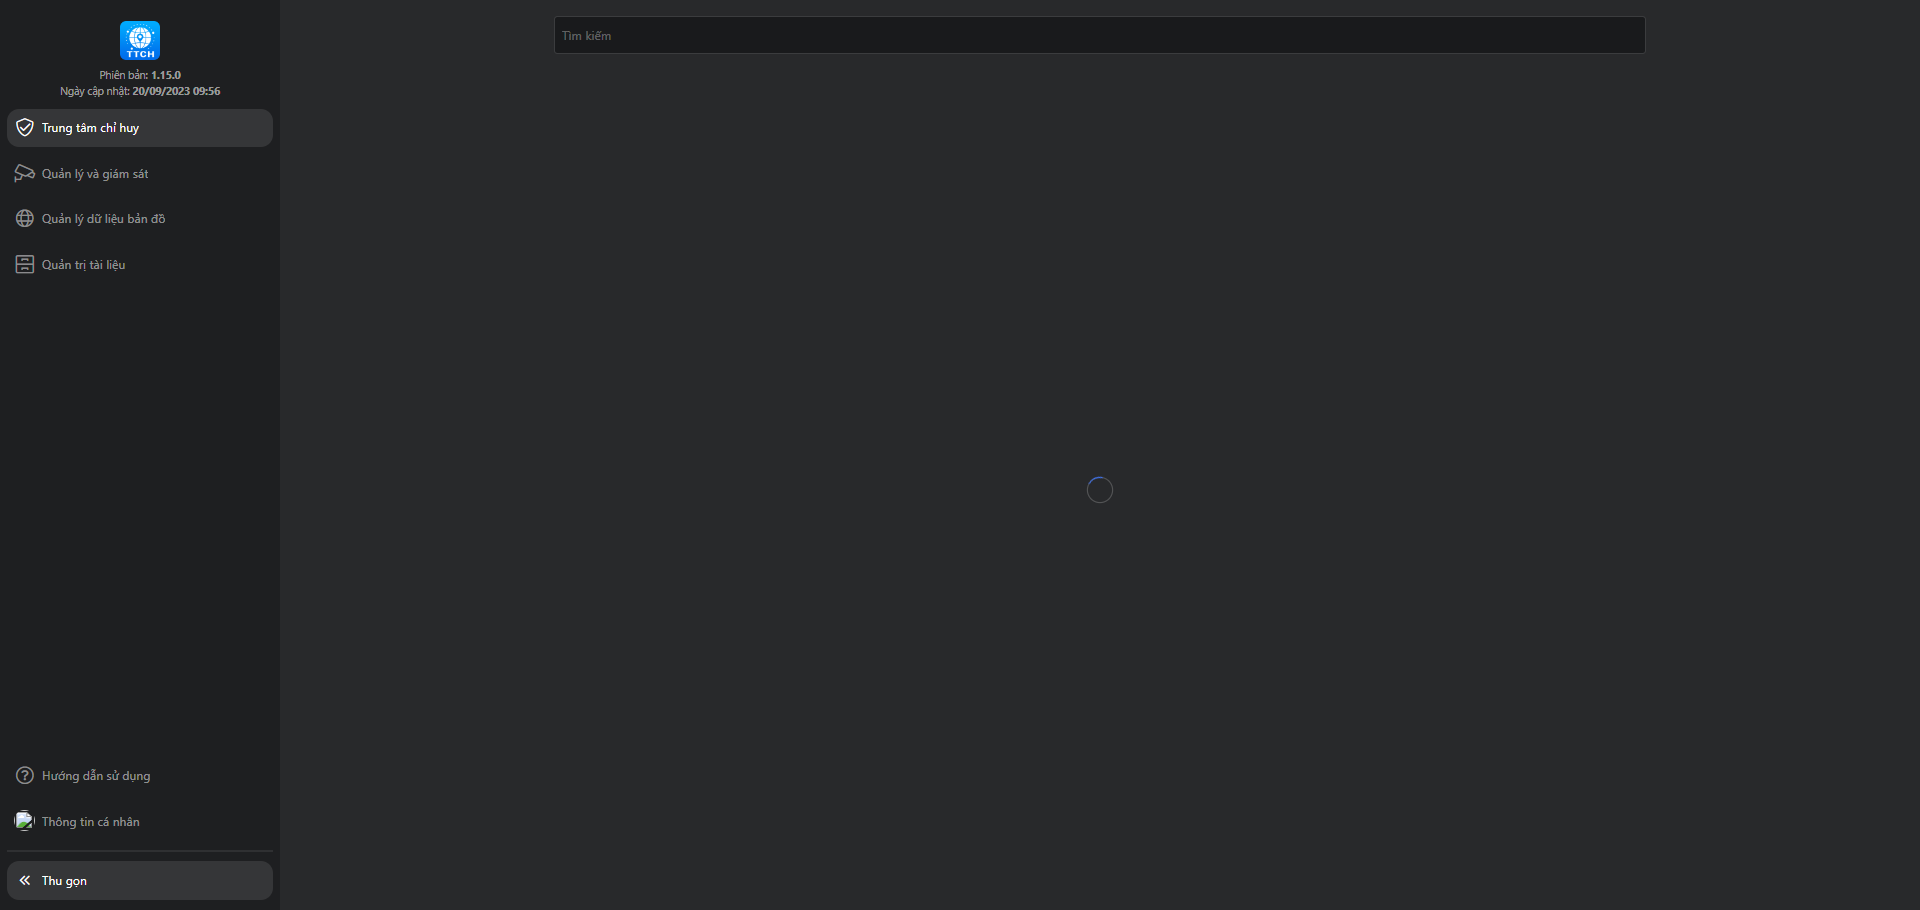 TTCH
Phiên bản: 1.15.0
Ngày cập nhật: 20/09/2023 09:56
Tìm kiếm
Trung tâm chỉ huy
Quản lý và giám sát
Quản lý dữ liệu bản đồ
Quản trị tài liệu
Hướng dẫn sử dụng
Thông tin cá nhân
Thu gọn